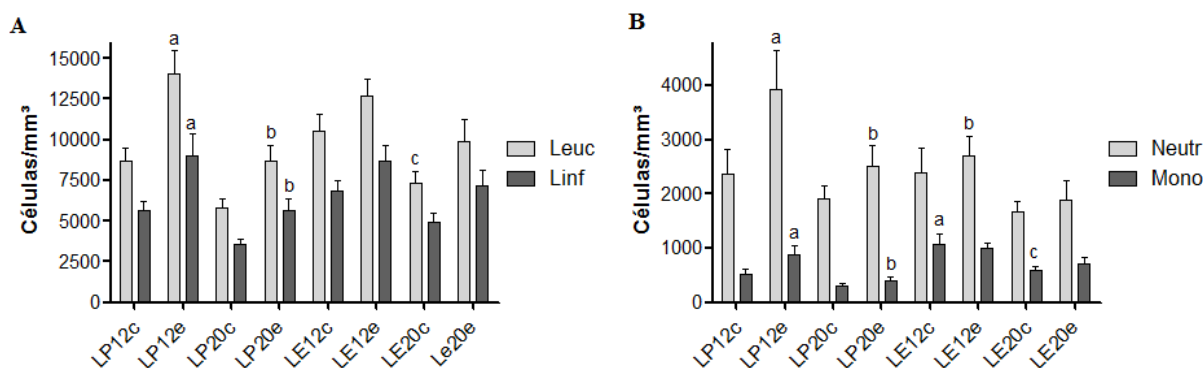 A
Células/mm³
15000
12500
10000
7500
5000
2500
0
a
a
b
b
c
LP12c
LP12e
LP20c
LP20e
LE12c
LE12e
LE20c
Le20e
Leuc
Linf
B
Células/mm³
4000
3000
2000
1000
0
a
a
b
b
a
b
c
LP12c
LP12e
LP20c
LP20e
LE12c
LE12e
LE20c
LE20e
Neutr
Mono